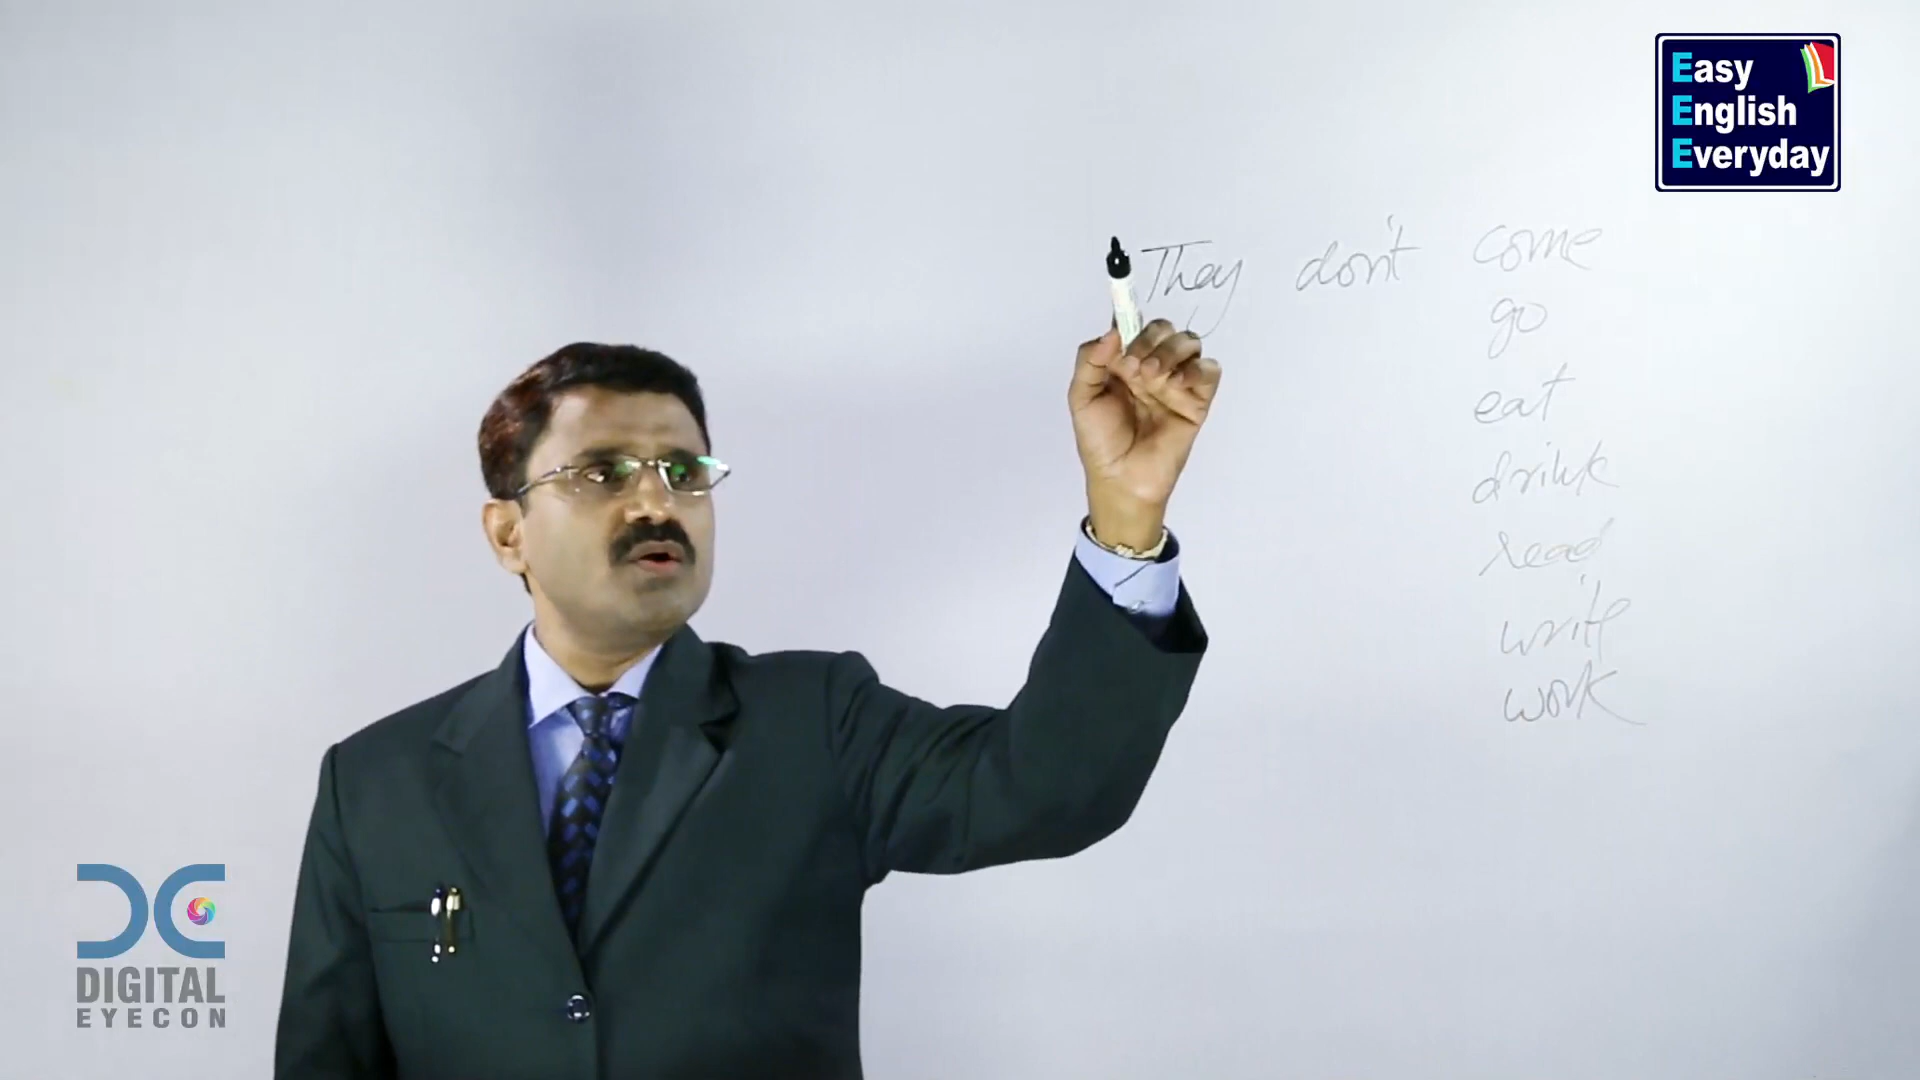 Easy
English
Everyday
They don't come
go
eat
drink
read
write
work
DIGITAL
EYECON